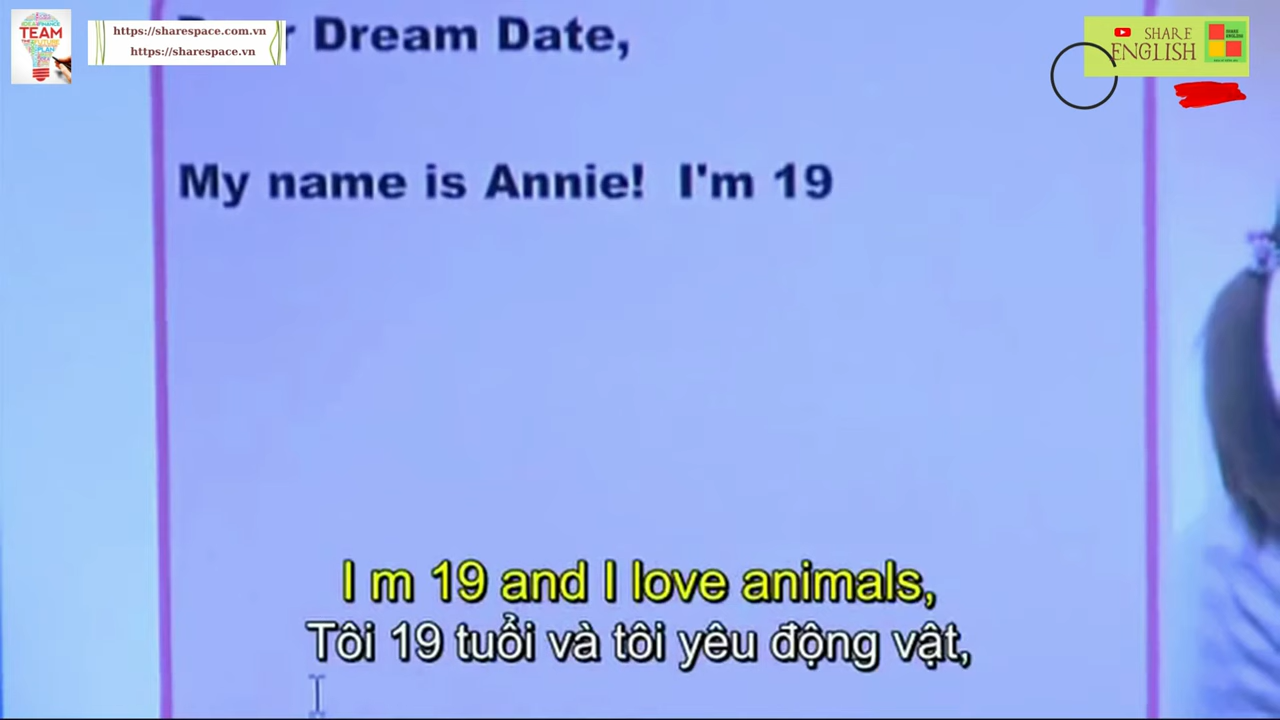 TEAM
PLAN
https://sharespace.com.vn
https://sharespace.vn
SHARE
ENGLISH
Dream Date,
My name is Annie!  I'm 19
I m 19 and I love animals,
Tôi 19 tuổi và tôi yêu động vật,